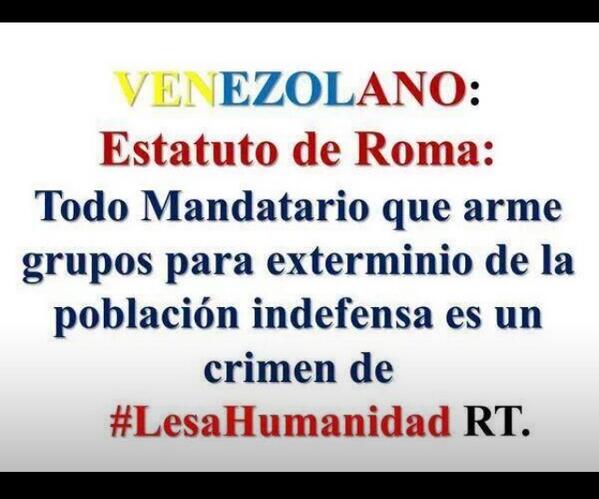 VENEZOLANO:
Estatuto de Roma:
Todo Mandatario que arme
grupos para exterminio de la
población indefensa es un
crimen de
#LesaHumanidad RT.